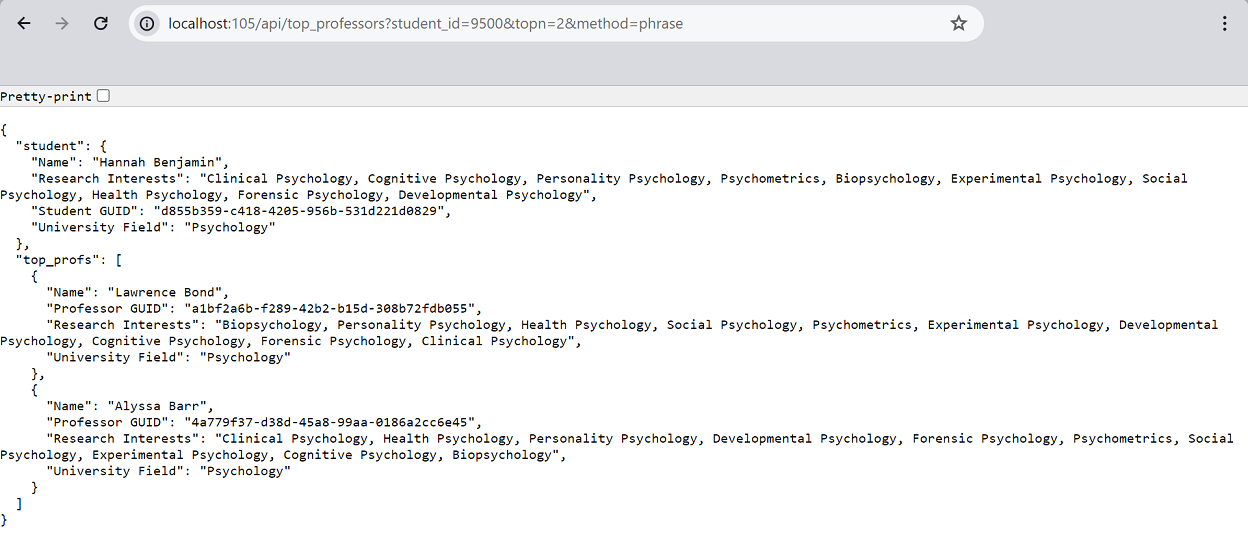 localhost:105/api/top_professors?student_id=9500&topn=2&method=phrase
Pretty-print
{
  "student": {
    "Name": "Hannah Benjamin",
    "Research Interests": "Clinical Psychology, Cognitive Psychology, Personality Psychology, Psychometrics, Biopsychology, Experimental Psychology, Social
Psychology, Health Psychology, Forensic Psychology, Developmental Psychology",
    "Student GUID": "d855b359-c418-4205-956b-531d221d0829",
    "University Field": "Psychology"
  },
  "top_profs": [
    {
      "Name": "Lawrence Bond",
      "Professor GUID": "a1bf2a6b-f289-42b2-b15d-308b72fdb055",
      "Research Interests": "Biopsychology, Personality Psychology, Health Psychology, Social Psychology, Psychometrics, Experimental Psychology, Developmental
Psychology, Cognitive Psychology, Forensic Psychology, Clinical Psychology",
      "University Field": "Psychology"
    },
    {
      "Name": "Alyssa Barr",
      "Professor GUID": "4a779f37-d38d-45a8-99aa-0186a2cc6e45",
      "Research Interests": "Clinical Psychology, Health Psychology, Personality Psychology, Developmental Psychology, Forensic Psychology, Psychometrics, Social
Psychology, Experimental Psychology, Cognitive Psychology, Biopsychology",
      "University Field": "Psychology"
    }
  ]
}